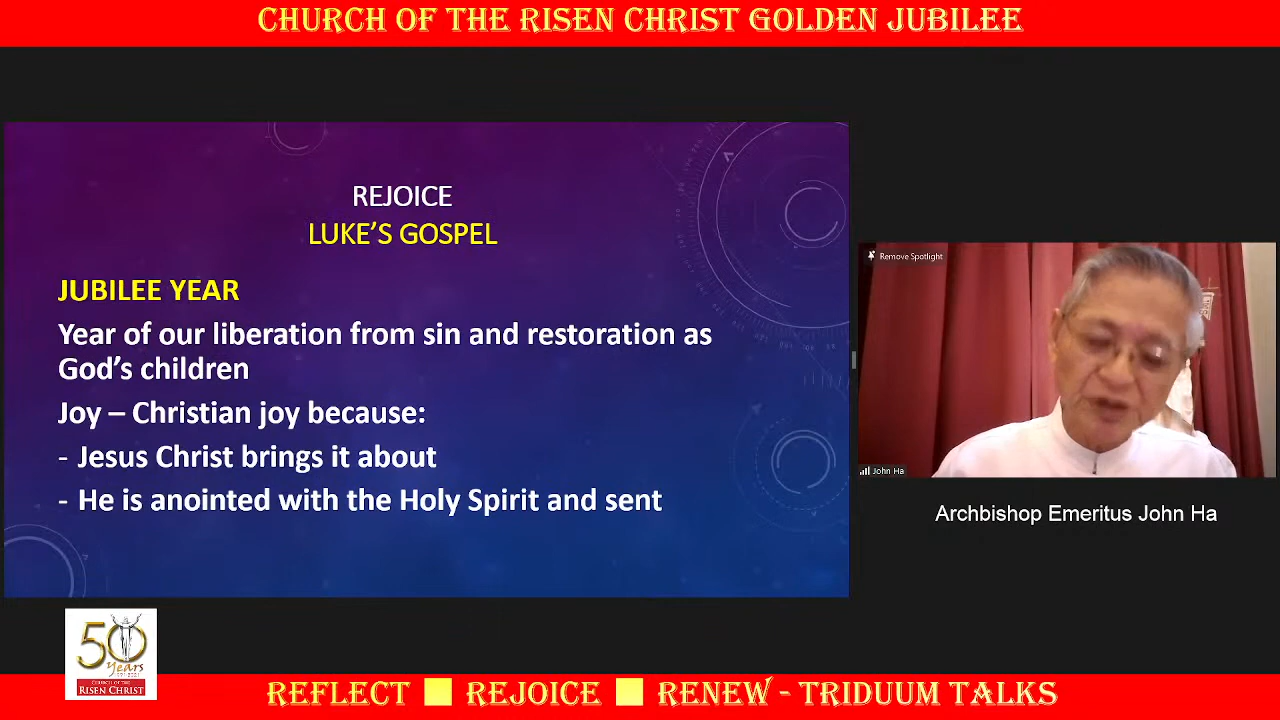 CHURCH OF THE RISEN CHRIST GOLDEN JUBILEE
REJOICE
LUKE'S GOSPEL
JUBILEE YEAR
Year of our liberation from sin and restoration as
God's children
Joy – Christian joy because:
- Jesus Christ brings it about
- He is anointed with the Holy Spirit and sent
Remove Spotlight
John Ha
Archbishop Emeritus John Ha
50
Years
CHURCH OF THE
RISEN CHRIST
REFLECT REJOICE RENEW - TRIDUUM TALKS